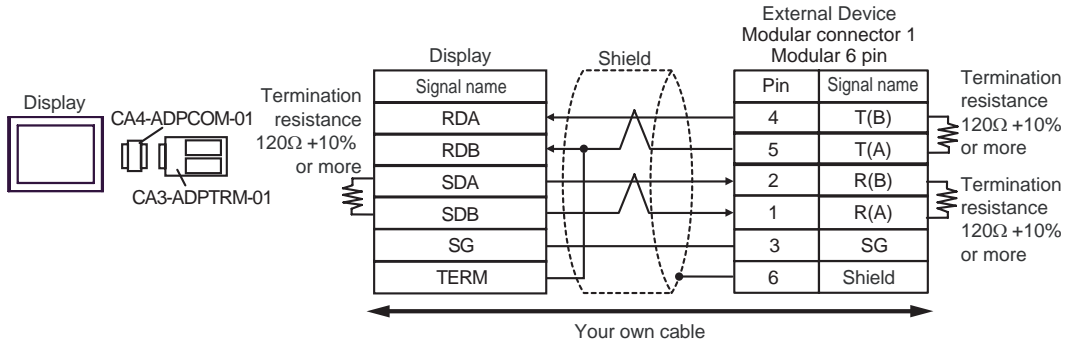 External Device
Modular connector 1
Modular 6 pin
Display
Shield
Signal name
Pin
Signal name
Display
CA4-ADPCOM-01
CA3-ADPTRM-01
Termination
resistance
120Ω +10%
or more
RDA
4
T(B)
RDB
5
T(A)
SDA
2
R(B)
SDB
1
R(A)
SG
3
SG
TERM
6
Shield
Termination
resistance
120Ω +10%
or more
Termination
resistance
120Ω +10%
or more
Your own cable